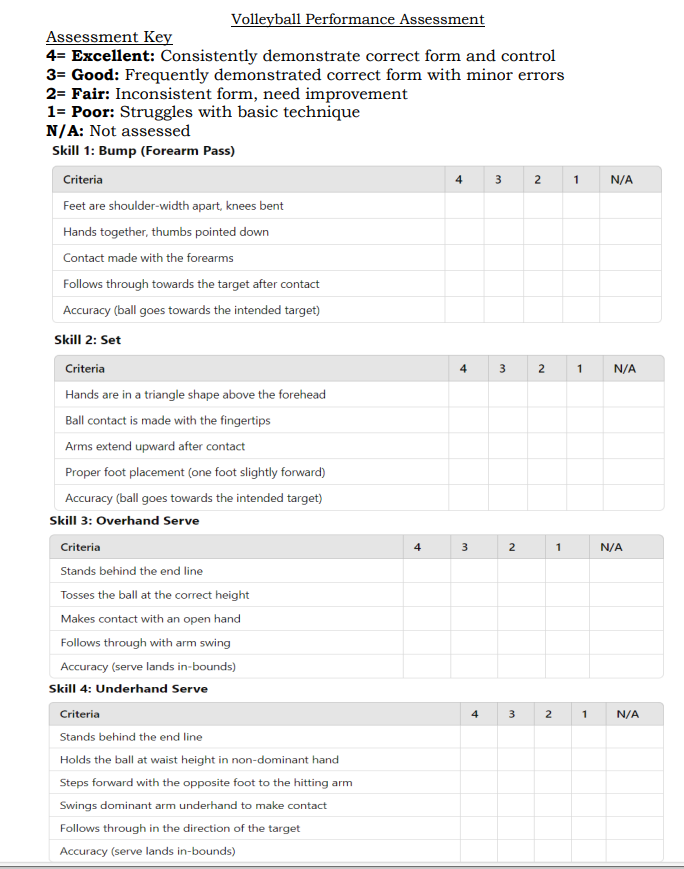 Volleyball Performance Assessment
Assessment Key
4= Excellent: Consistently demonstrate correct form and control
3= Good: Frequently demonstrated correct form with minor errors
2= Fair: Inconsistent form, need improvement
1= Poor: Struggles with basic technique
N/A: Not assessed
Skill 1: Bump (Forearm Pass)
Criteria 4 3 2 1 N/A
Feet are shoulder-width apart, knees bent
Hands together, thumbs pointed down
Contact made with the forearms
Follows through towards the target after contact
Accuracy (ball goes towards the intended target)
Skill 2: Set
Criteria 4 3 2 1 N/A
Hands are in a triangle shape above the forehead
Ball contact is made with the fingertips
Arms extend upward after contact
Proper foot placement (one foot slightly forward)
Accuracy (ball goes towards the intended target)
Skill 3: Overhand Serve
Criteria 4 3 2 1 N/A
Stands behind the end line
Tosses the ball at the correct height
Makes contact with an open hand
Follows through with arm swing
Accuracy (serve lands in-bounds)
Skill 4: Underhand Serve
Criteria 4 3 2 1 N/A
Stands behind the end line
Holds the ball at waist height in non-dominant hand
Steps forward with the opposite foot to the hitting arm
Swings dominant arm underhand to make contact
Follows through in the direction of the target
Accuracy (serve lands in-bounds)